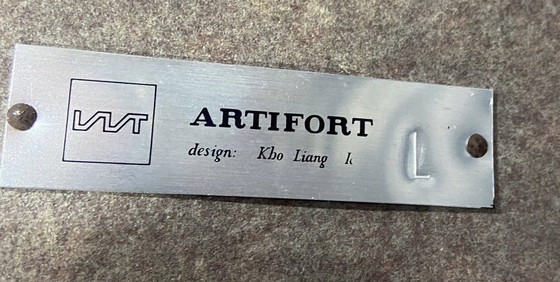 ARTIFORT
design: Kho Liang
L